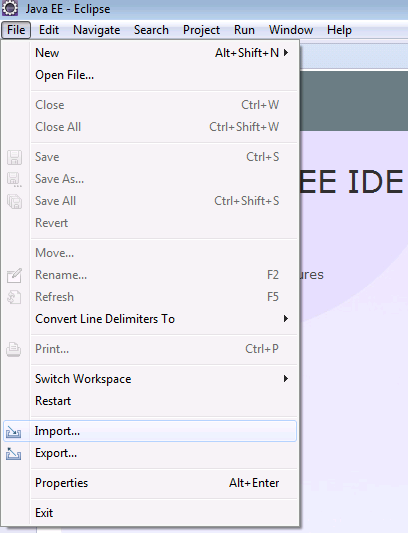 Java EE - Eclipse
File Edit Navigate Search Project Run Window Help
New Alt+Shift+N
Open File...
Close Ctrl+W
Close All Ctrl+Shift+W
Save Ctrl+S
Save As...
Save All Ctrl+Shift+S
EE IDE
Revert
Move...
Rename... F2
ures
Refresh F5
Convert Line Delimiters To
Print... Ctrl+P
Switch Workspace
Restart
Import...
Export...
Properties Alt+Enter
Exit